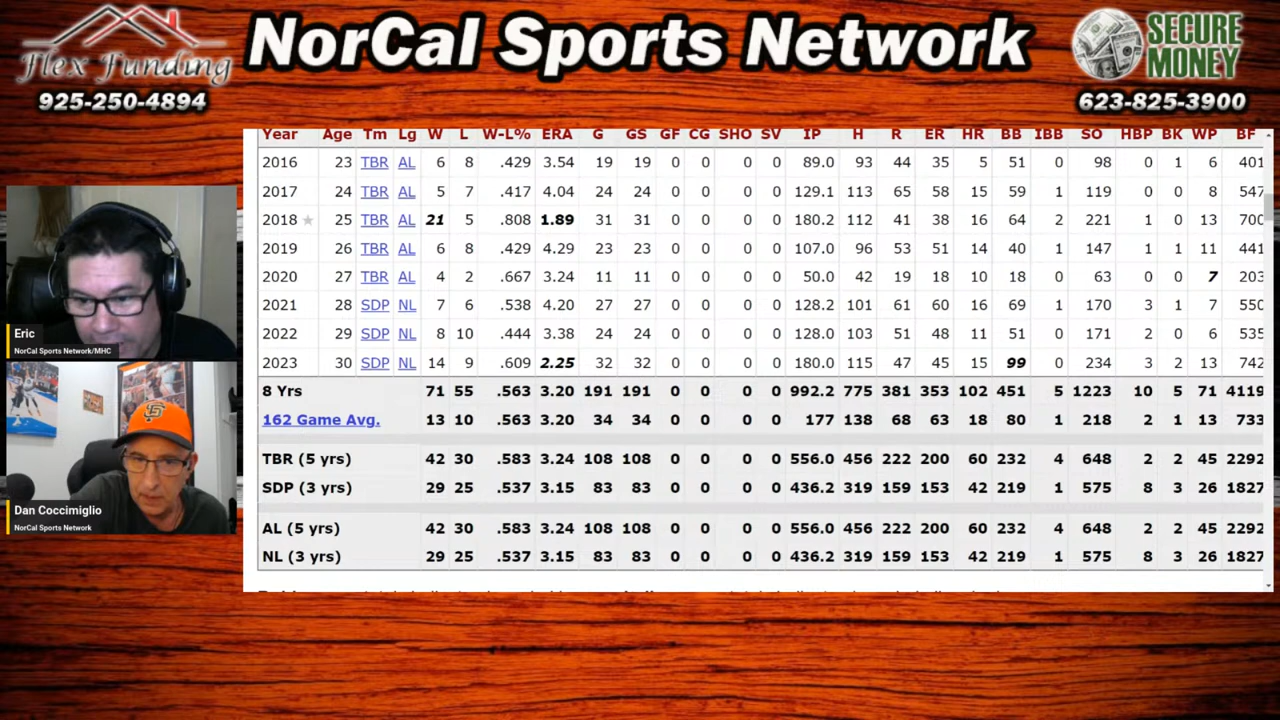 Flex Funding
925-250-4894
NorCal Sports Network
SECURE
MONEY
623-825-3900
Year Age Tm Lg W L W-L% ERA G GS GF CG SHO SV IP H R ER HR BB IBB SO HBP BK WP BF
2016 23 TBR AL 6 8 .429 3.54 19 19 0 0 0 0 89.0 93 44 35 5 51 0 98 0 1 6 401
2017 24 TBR AL 5 7 .417 4.04 24 24 0 0 0 0 129.1 113 65 58 15 59 1 119 0 0 8 547
2018 ★ 25 TBR AL 21 5 .808 1.89 31 31 0 0 0 0 180.2 112 41 38 16 64 2 221 1 0 13 700
2019 26 TBR AL 6 8 .429 4.29 23 23 0 0 0 0 107.0 96 53 51 14 40 0 147 1 1 11 441
2020 27 TBR AL 4 2 .667 3.24 11 11 0 0 0 0 50.0 42 19 18 10 18 0 63 0 0 7 203
2021 28 SDP NL 7 6 .538 4.20 27 27 0 0 0 0 128.2 101 61 60 16 69 1 170 3 1 7 550
2022 29 SDP NL 8 10 .444 3.38 24 24 0 0 0 0 128.0 103 51 48 11 51 0 171 2 0 6 535
2023 30 SDP NL 14 9 .609 2.25 32 32 0 0 0 0 180.0 115 47 45 15 99 0 234 3 2 13 742
8 Yrs 71 55 .563 3.20 191 191 0 0 0 0 992.2 775 381 353 102 451 5 1223 10 5 71 4119
162 Game Avg. 13 10 .563 3.20 34 34 0 0 0 0 177 138 68 63 18 80 1 218 2 1 13 733
TBR (5 yrs) 42 30 .583 3.24 108 108 0 0 0 0 556.0 456 222 200 60 232 4 648 2 2 45 2292
SDP (3 yrs) 29 25 .537 3.15 83 83 0 0 0 0 436.2 319 159 153 42 219 1 575 8 3 26 1827
AL (5 yrs) 42 30 .583 3.24 108 108 0 0 0 0 556.0 456 222 200 60 232 4 648 2 2 45 2292
NL (3 yrs) 29 25 .537 3.15 83 83 0 0 0 0 436.2 319 159 153 42 219 1 575 8 3 26 1827
Eric
NorCal Sports Network/MHC
Dan Coccimiglio
NorCal Sports Network